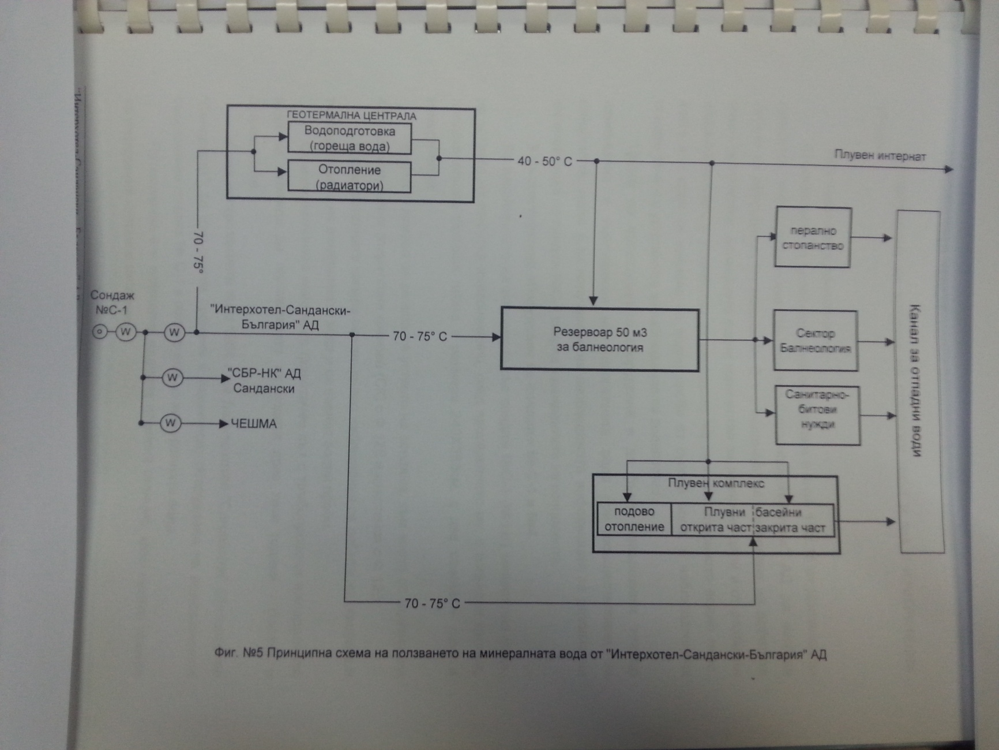 ГЕОТЕРМАЛНА ЦЕНТРАЛА
Водоподготовка
(гореща вода)
Отопление
(радиатори)
40 - 50° C
Плувен интернат
70 - 75°
перално
стопанство
Сондаж
№С-1
W
W
"Интерхотел-Сандански-
България" АД
70 - 75° C
Резервоар 50 м3
за балнеология
Сектор
Балнеология
Канал за отпадни води
W
"СБР-НК" АД
Сандански
Санитарно-
битови
нужди
W
ЧЕШМА
Плувен комплекс
подово
отопление
Плувни басейни
открита част закрита част
70 - 75° C
Фиг. №5 Принципна схема на ползването на минералната вода от "Интерхотел-Сандански-България" АД